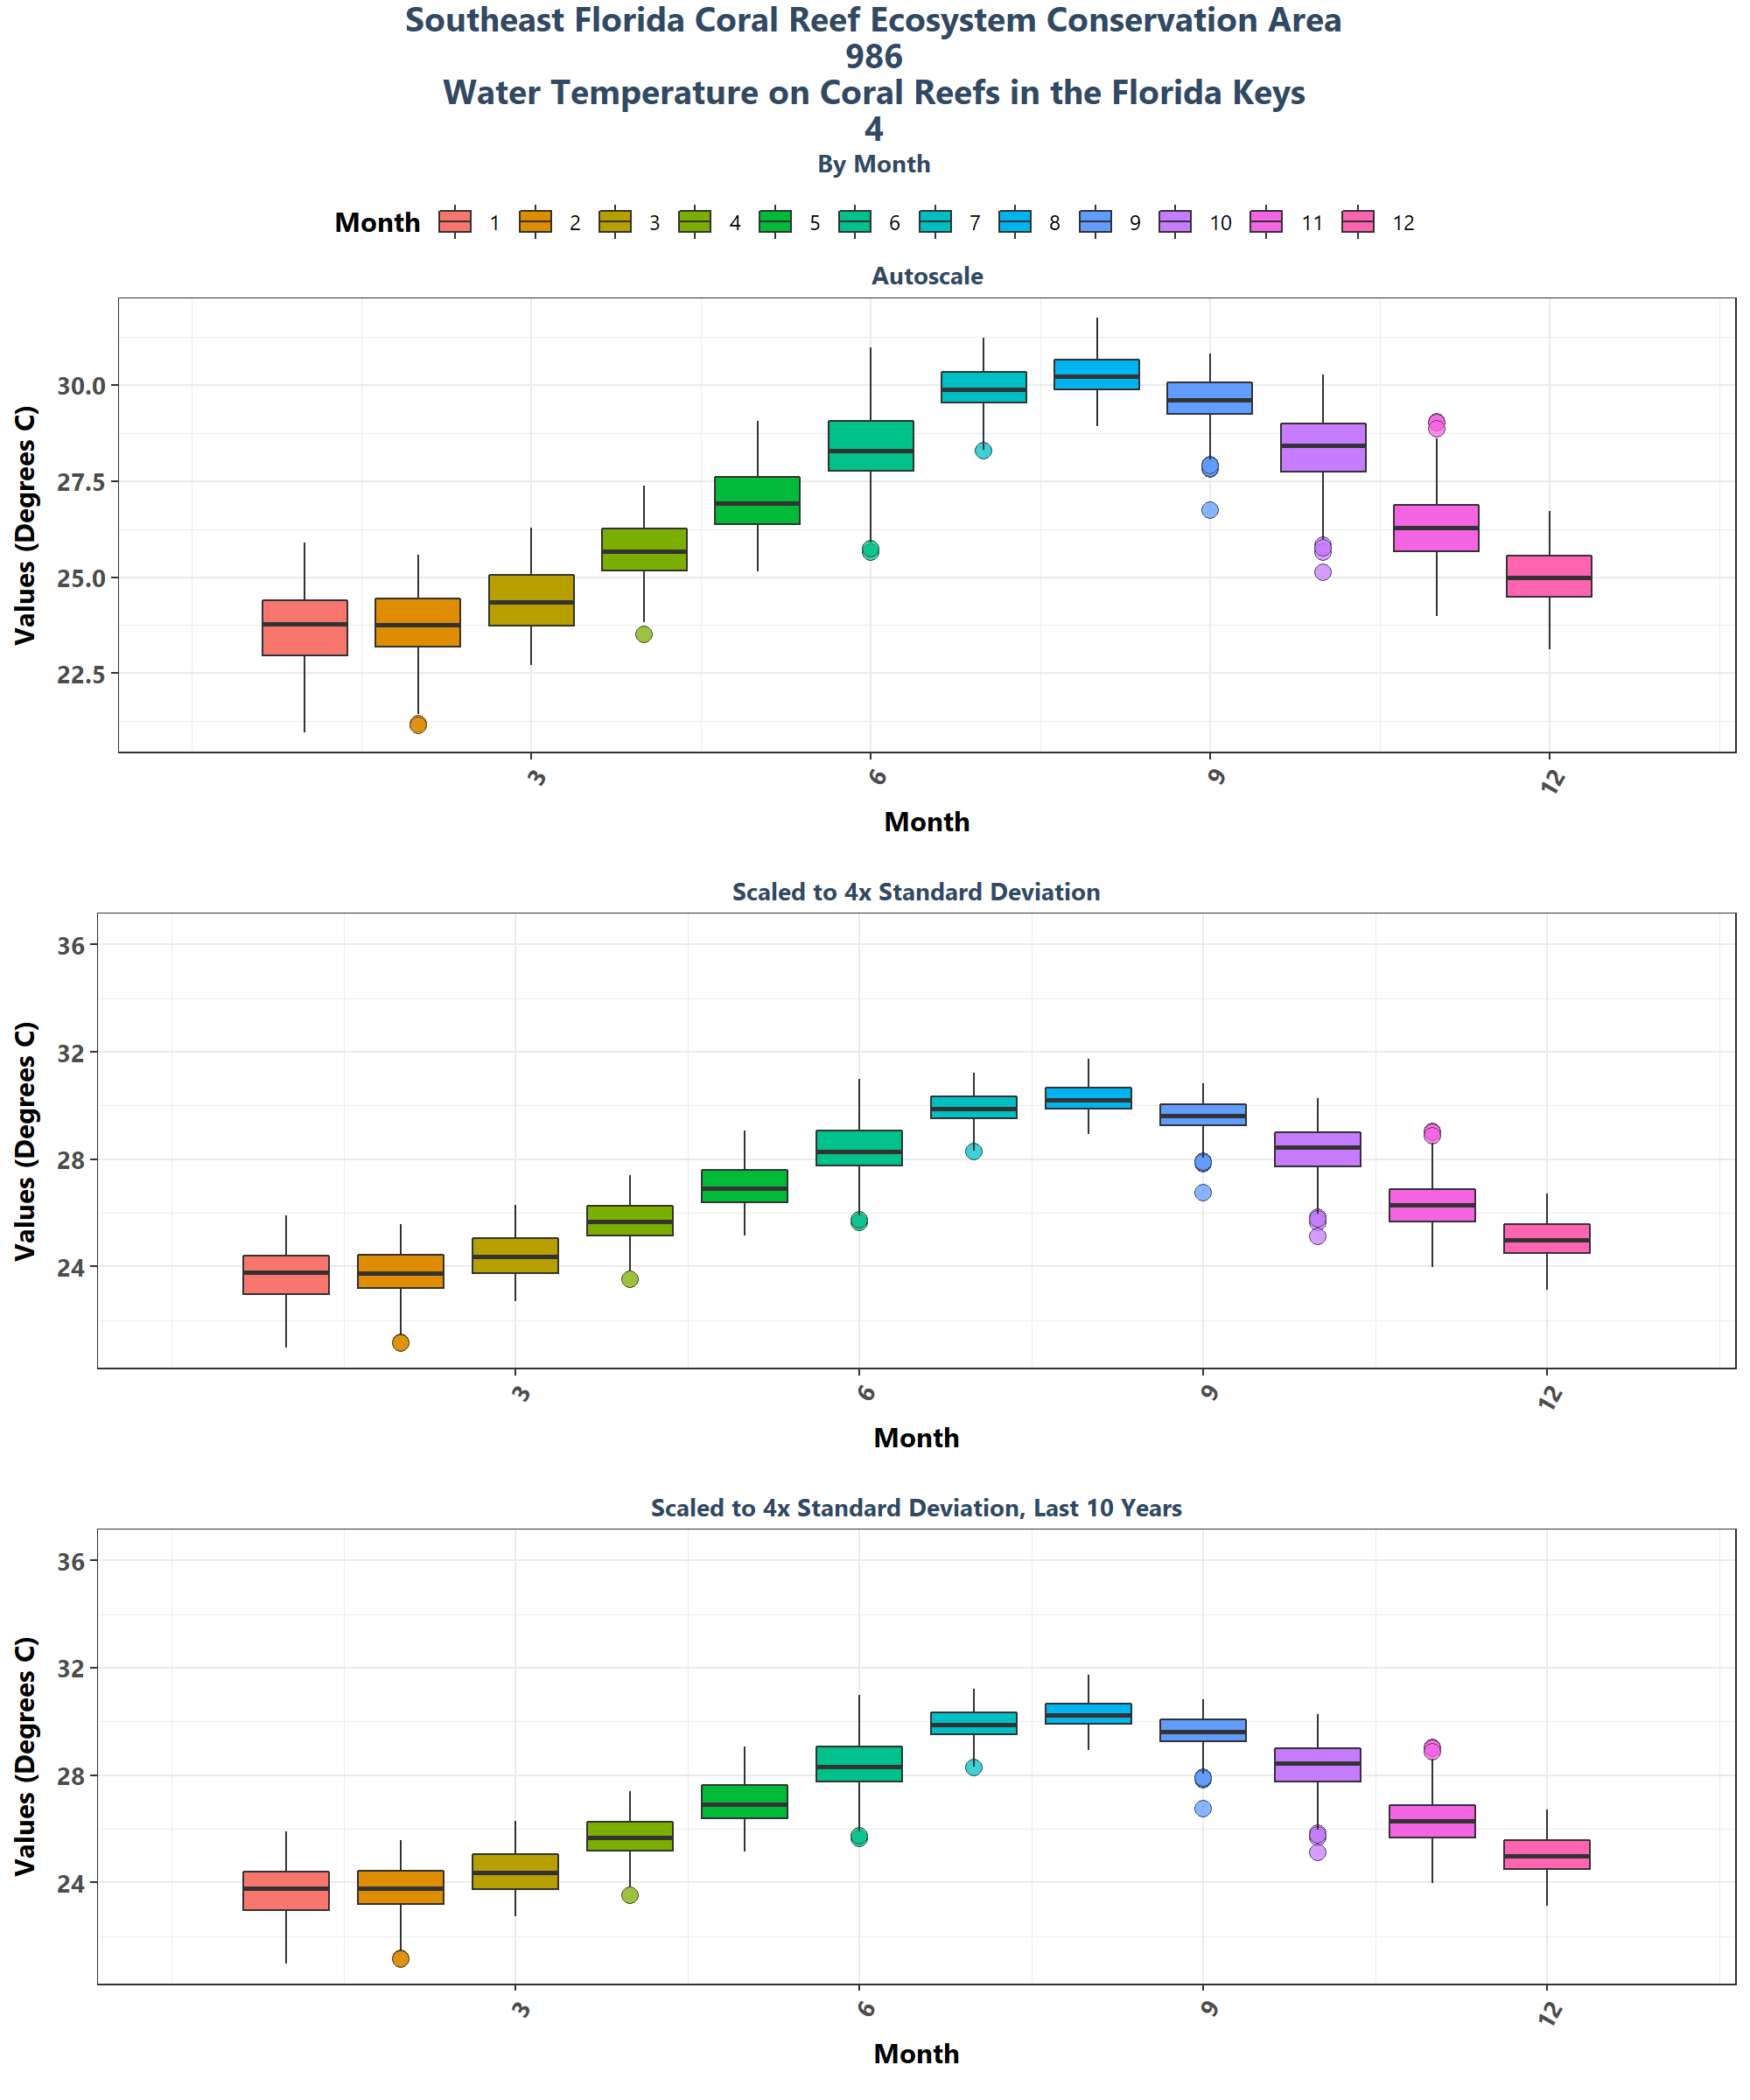 Southeast Florida Coral Reef Ecosystem Conservation Area
986
Water Temperature on Coral Reefs in the Florida Keys
4
By Month
Month 1 2 3 4 5 6 7 8 9 10 11 12
Autoscale
Values (Degrees C)
30.0
27.5
25.0
22.5
3 6 9 12
Month
Scaled to 4x Standard Deviation
Values (Degrees C)
36
32
28
24
3 6 9 12
Month
Scaled to 4x Standard Deviation, Last 10 Years
Values (Degrees C)
36
32
28
24
3 6 9 12
Month